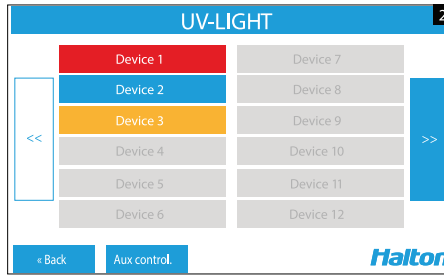 UV-LIGHT
2
Device 1
Device 2
Device 3
Device 4
Device 5
Device 6
Device 7
Device 8
Device 9
Device 10
Device 11
Device 12
<<
>>
« Back
Aux control.
Halton